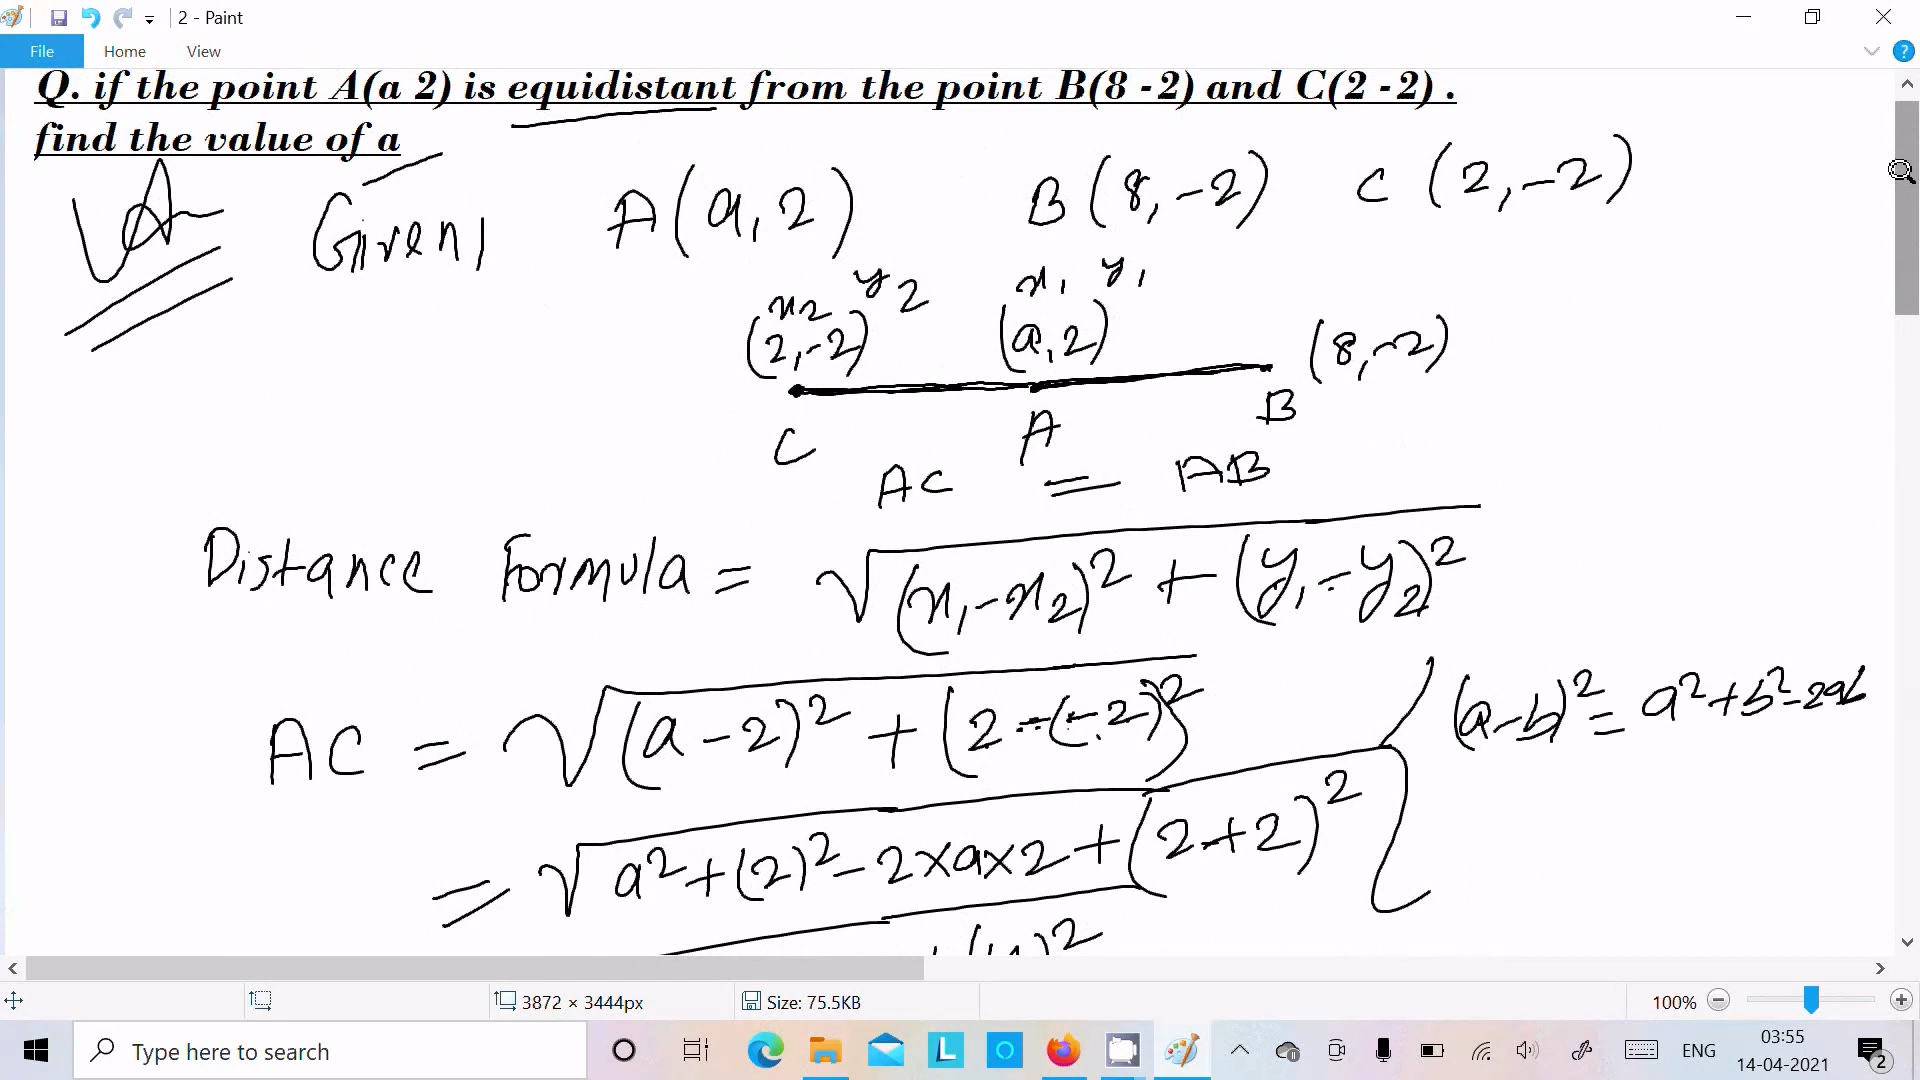 2 - Paint
File Home View
Q. if the point A(a 2) is equidistant from the point B(8 -2) and C(2 -2) .
find the value of a
Given, A(a, 2) B(8, -2) C(2, -2)
x2 y2 x1 y1
(2, -2) (a, 2) (8, -2)
C A B
AC = AB
Distance Formula = √(x1-x2)² + (y1-y2)²
AC = √(a-2)² + (2-(-2))²
(a-b)² = a²+b²-2ab
= √a²+(2)²-2×a×2+(2+2)²
3872 × 3444px Size: 75.5KB 100%
Type here to search
L
ENG
03:55
14-04-2021
2